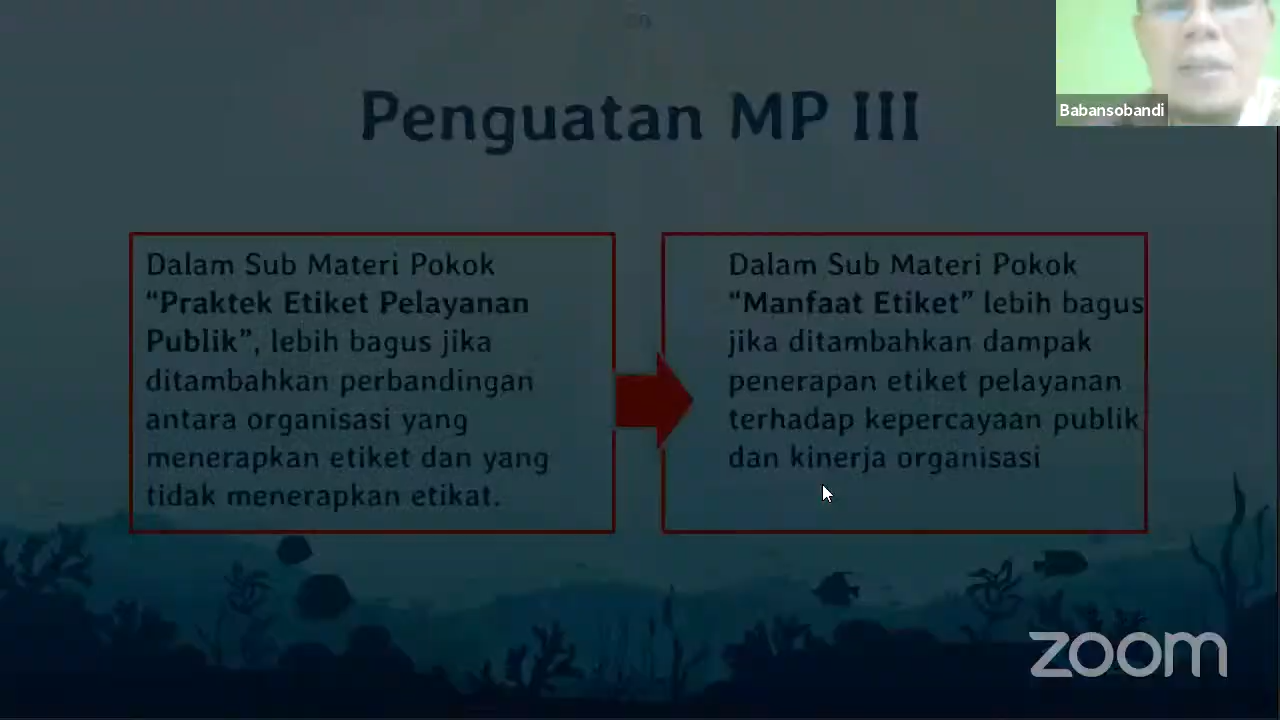 Babansobandi
Penguatan MP III
Dalam Sub Materi Pokok
“Praktek Etiket Pelayanan
Publik”, lebih bagus jika
ditambahkan perbandingan
antara organisasi yang
menerapkan etiket dan yang
tidak menerapkan etikat.
Dalam Sub Materi Pokok
“Manfaat Etiket” lebih bagus
jika ditambahkan dampak
penerapan etiket pelayanan
terhadap kepercayaan publik
dan kinerja organisasi
zoom